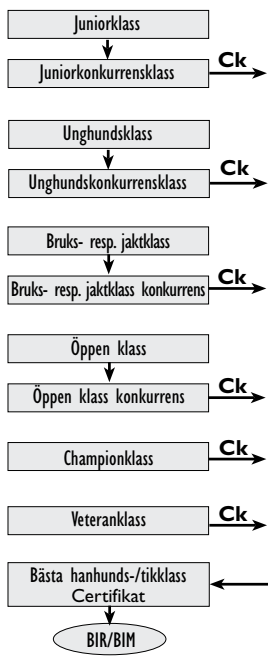 Juniorklass
Juniorkonkurrensklass
Ck
Unghundsklass
Unghundskonkurrensklass
Ck
Bruks- resp. jaktklass
Bruks- resp. jaktklass konkurrens
Ck
Öppen klass
Öppen klass konkurrens
Ck
Championklass
Ck
Veteranklass
Ck
Bästa hanhunds-/tikklass
Certifikat
BIR/BIM